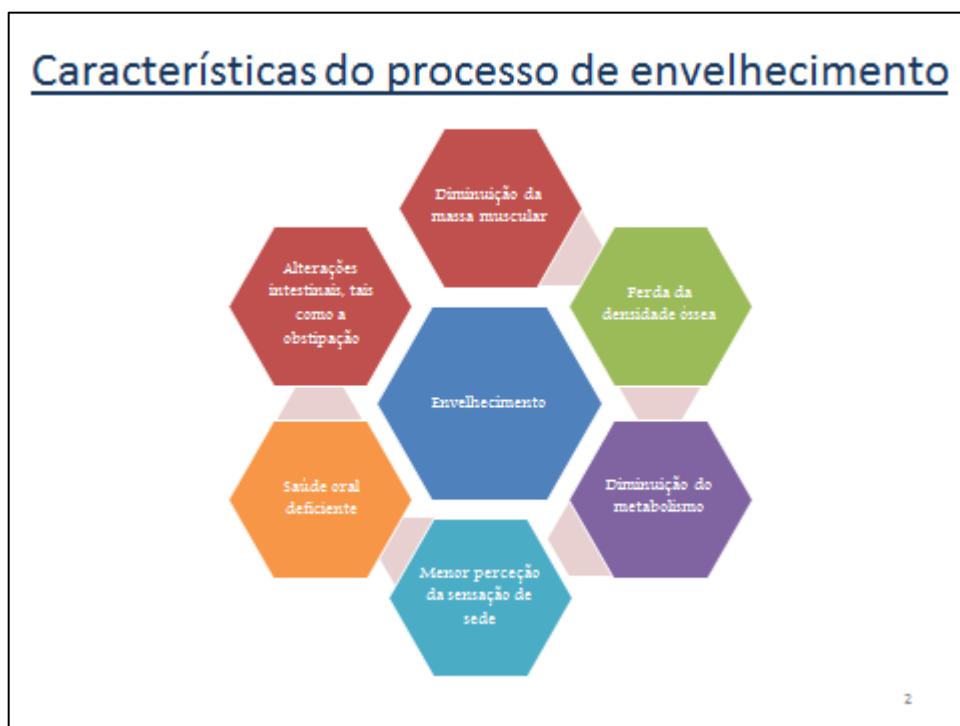 Características do processo de envelhecimento
Diminuição da
massa muscular
Perda da
densidade óssea
Diminuição do
metabolismo
Menor perceção
da sensação de
sede
Saúde oral
deficiente
Alterações
intestinais, tais
como a
obstipação
Envelhecimento
2